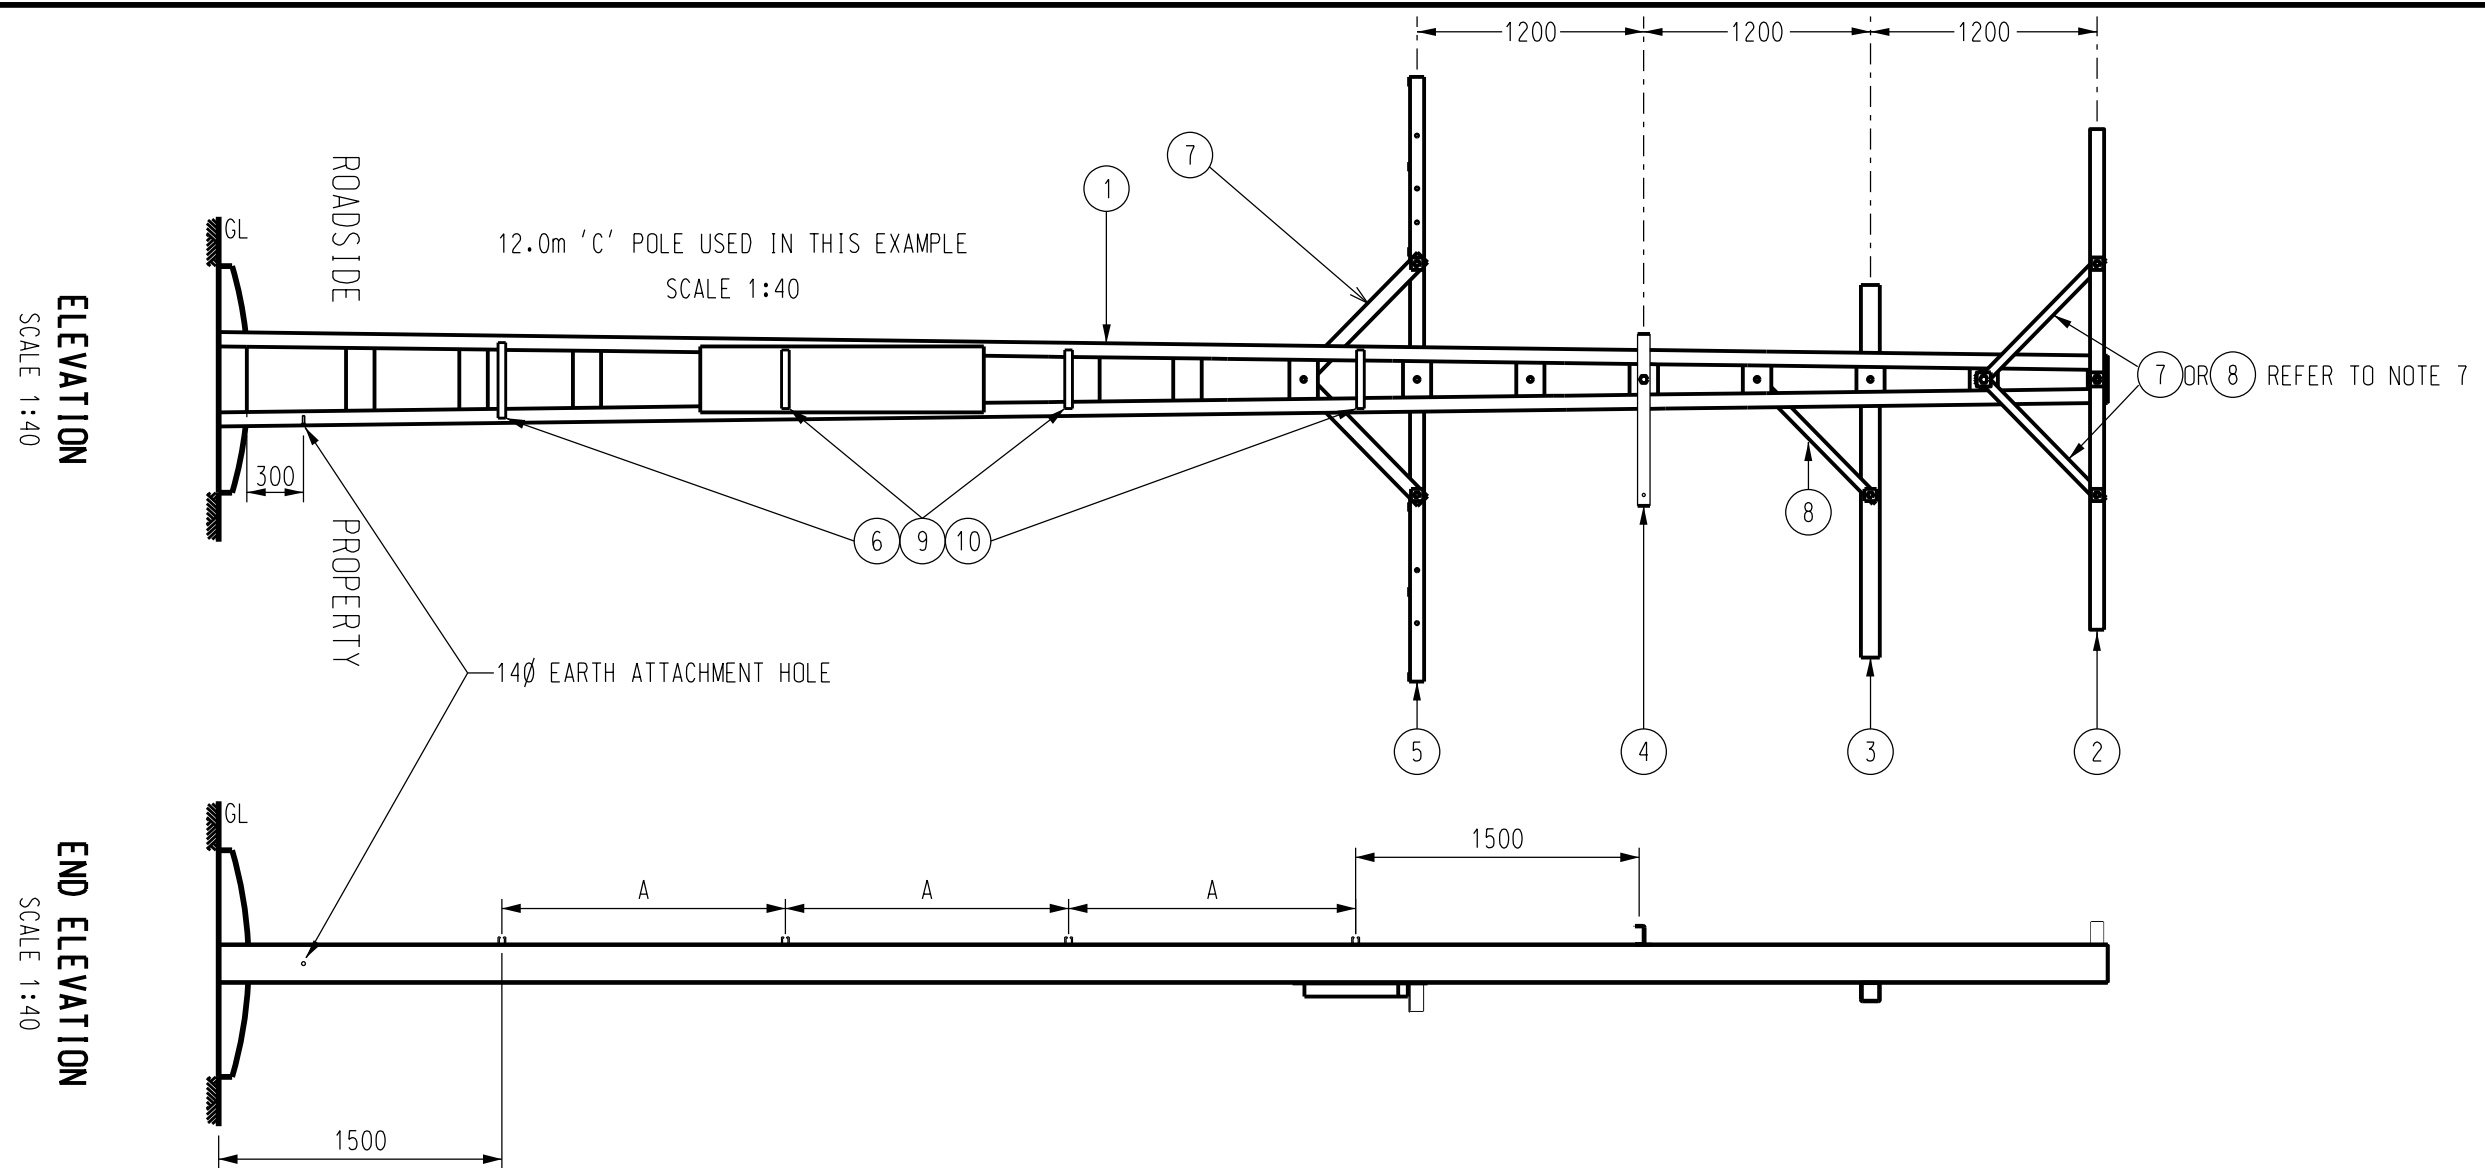 1200
1200
1200
7
1
ROADSIDE
GL
12.0m 'C' POLE USED IN THIS EXAMPLE
SCALE 1:40
ELEVATION
SCALE 1:40
7 OR 8 REFER TO NOTE 7
300
8
6 9 10
PROPERTY
14Ø EARTH ATTACHMENT HOLE
5
4
3
2
GL
1500
A
A
A
END ELEVATION
SCALE 1:40
1500